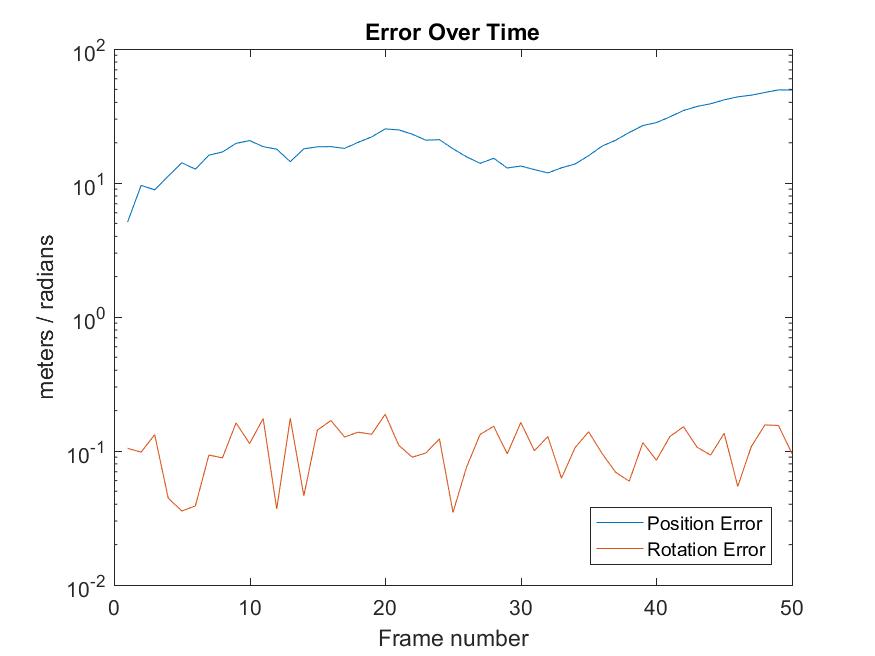 Error Over Time
10^2
10^1
10^0
10^-1
10^-2
meters / radians
0 10 20 30 40 50
Frame number
Position Error
Rotation Error